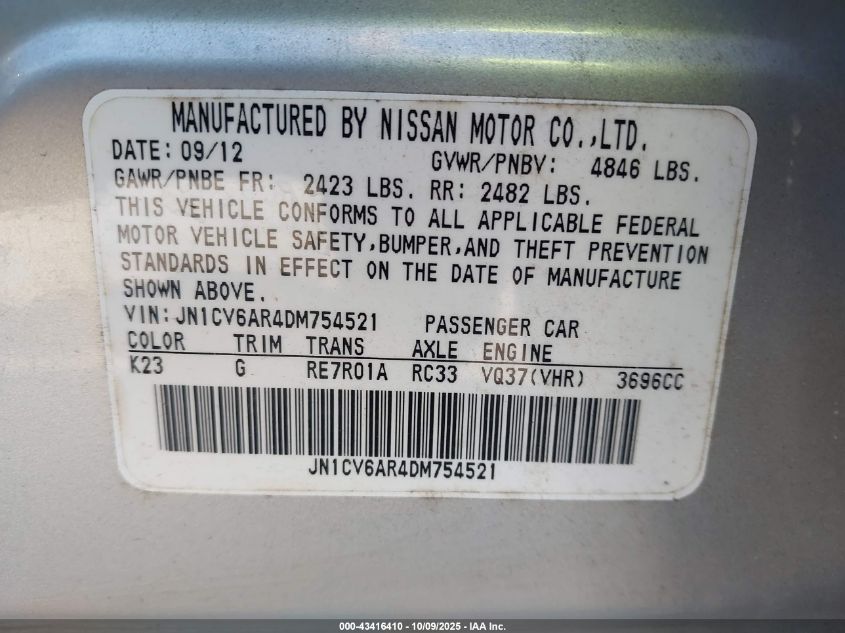 MANUFACTURED BY NISSAN MOTOR CO.,LTD.
DATE: 09/12 GVWR/PNBV: 4846 LBS.
GAWR/PNBE FR: 2423 LBS. RR: 2482 LBS.
THIS VEHICLE CONFORMS TO ALL APPLICABLE FEDERAL
MOTOR VEHICLE SAFETY,BUMPER,AND THEFT PREVENTION
STANDARDS IN EFFECT ON THE DATE OF MANUFACTURE
SHOWN ABOVE.
VIN:JN1CV6AR4DM754521 PASSENGER CAR
COLOR TRIM TRANS AXLE ENGINE
K23 G RE7R01A RC33 VQ37(VHR) 3696CC
JN1CV6AR4DM754521
000-43416410 - 10/09/2025 - IAA Inc.